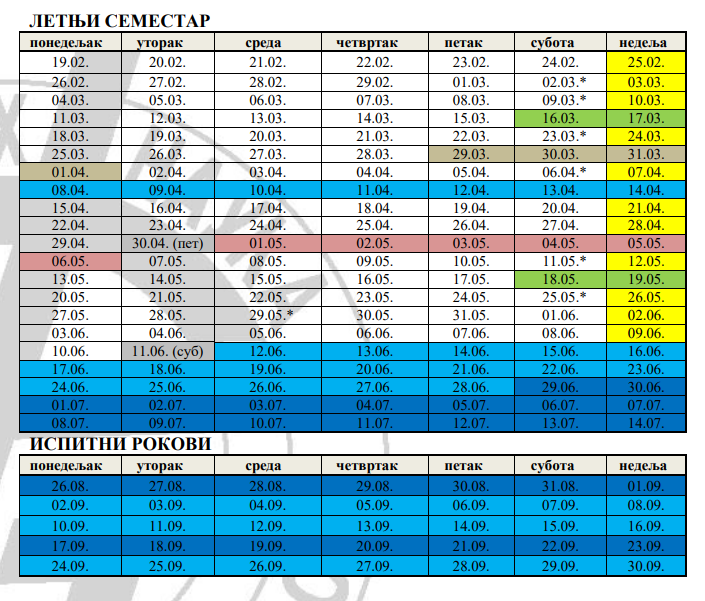 ЛЕТЊИ СЕМЕСТАР
понедељак уторак среда четвртак петак субота недеља
19.02. 20.02. 21.02. 22.02. 23.02. 24.02. 25.02.
26.02. 27.02. 28.02. 29.02. 01.03. 02.03.* 03.03.
04.03. 05.03. 06.03. 07.03. 08.03. 09.03.* 10.03.
11.03. 12.03. 13.03. 14.03. 15.03. 16.03. 17.03.
18.03. 19.03. 20.03. 21.03. 22.03. 23.03.* 24.03.
25.03. 26.03. 27.03. 28.03. 29.03. 30.03. 31.03.
01.04. 02.04. 03.04. 04.04. 05.04. 06.04.* 07.04.
08.04. 09.04. 10.04. 11.04. 12.04. 13.04. 14.04.
15.04. 16.04. 17.04. 18.04. 19.04. 20.04. 21.04.
22.04. 23.04. 24.04. 25.04. 26.04. 27.04. 28.04.
29.04. 30.04. (пет) 01.05. 02.05. 03.05. 04.05. 05.05.
06.05. 07.05. 08.05. 09.05. 10.05. 11.05.* 12.05.
13.05. 14.05. 15.05. 16.05. 17.05. 18.05. 19.05.
20.05. 21.05. 22.05. 23.05. 24.05. 25.05.* 26.05.
27.05. 28.05. 29.05.* 30.05. 31.05. 01.06. 02.06.
03.06. 04.06. 05.06. 06.06. 07.06. 08.06. 09.06.
10.06. 11.06. (суб) 12.06. 13.06. 14.06. 15.06. 16.06.
17.06. 18.06. 19.06. 20.06. 21.06. 22.06. 23.06.
24.06. 25.06. 26.06. 27.06. 28.06. 29.06. 30.06.
01.07. 02.07. 03.07. 04.07. 05.07. 06.07. 07.07.
08.07. 09.07. 10.07. 11.07. 12.07. 13.07. 14.07.
ИСПИТНИ РОКОВИ
понедељак уторак среда четвртак петак субота недеља
26.08. 27.08. 28.08. 29.08. 30.08. 31.08. 01.09.
02.09. 03.09. 04.09. 05.09. 06.09. 07.09. 08.09.
10.09. 11.09. 12.09. 13.09. 14.09. 15.09. 16.09.
17.09. 18.09. 19.09. 20.09. 21.09. 22.09. 23.09.
24.09. 25.09. 26.09. 27.09. 28.09. 29.09. 30.09.